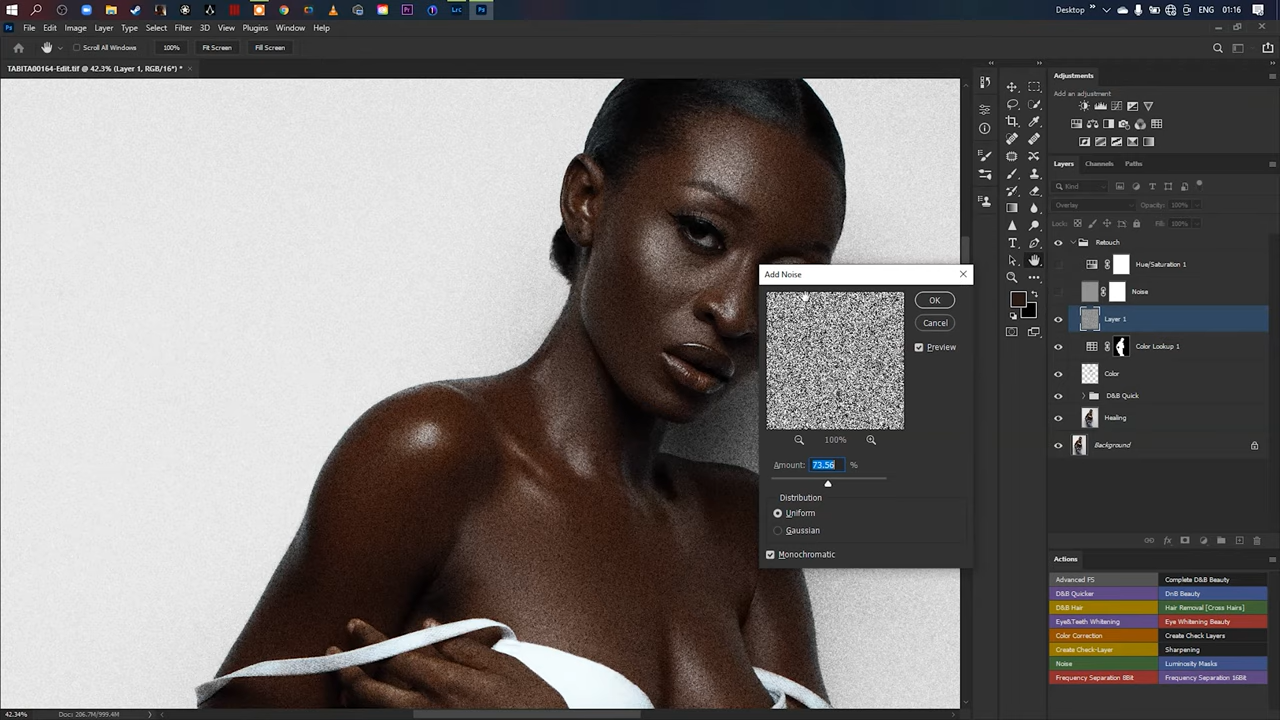 Lrc
Ps
Desktop
ENG
01:16
Ps File Edit Image Layer Type Select Filter 3D View Plugins Window Help
Scroll All Windows 100% Fit Screen Fill Screen
TABITA00164-Edit.tif @ 42.3% (Layer 1, RGB/16*) *
Adjustments
Add an adjustment
Layers Channels Paths
Kind
Overlay Opacity: 100%
Lock: Fill: 100%
Retouch
Hue/Saturation 1
Noise
Layer 1
Color Lookup 1
Color
D&B Quick
Healing
Background
Add Noise
OK
Cancel
Preview
100%
Amount: 73.56 %
Distribution
Uniform
Gaussian
Monochromatic
Actions
Advanced FS Complete D&B Beauty
D&B Quicker DnB Beauty
D&B Hair Hair Removal [Cross Hairs]
Eye&Teeth Whitening Eye Whitening Beauty
Color Correction Create Check Layers
Create Check-Layer Sharpening
Noise Luminosity Masks
Frequency Separation 8Bit Frequency Separation 16Bit
42.34% Doc: 206.7M/999.4M